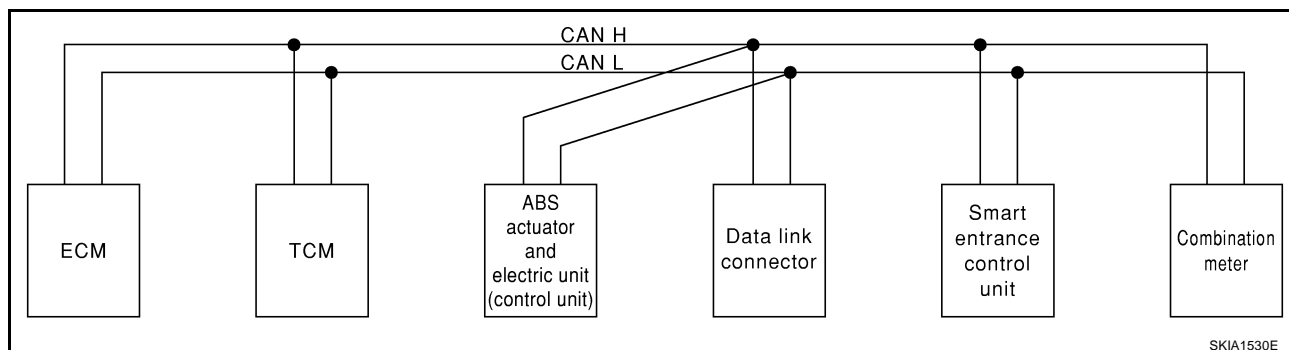 CAN H
CAN L
ECM
TCM
ABS
actuator
and
electric unit
(control unit)
Data link
connector
Smart
entrance
control
unit
Combination
meter
SKIA1530E